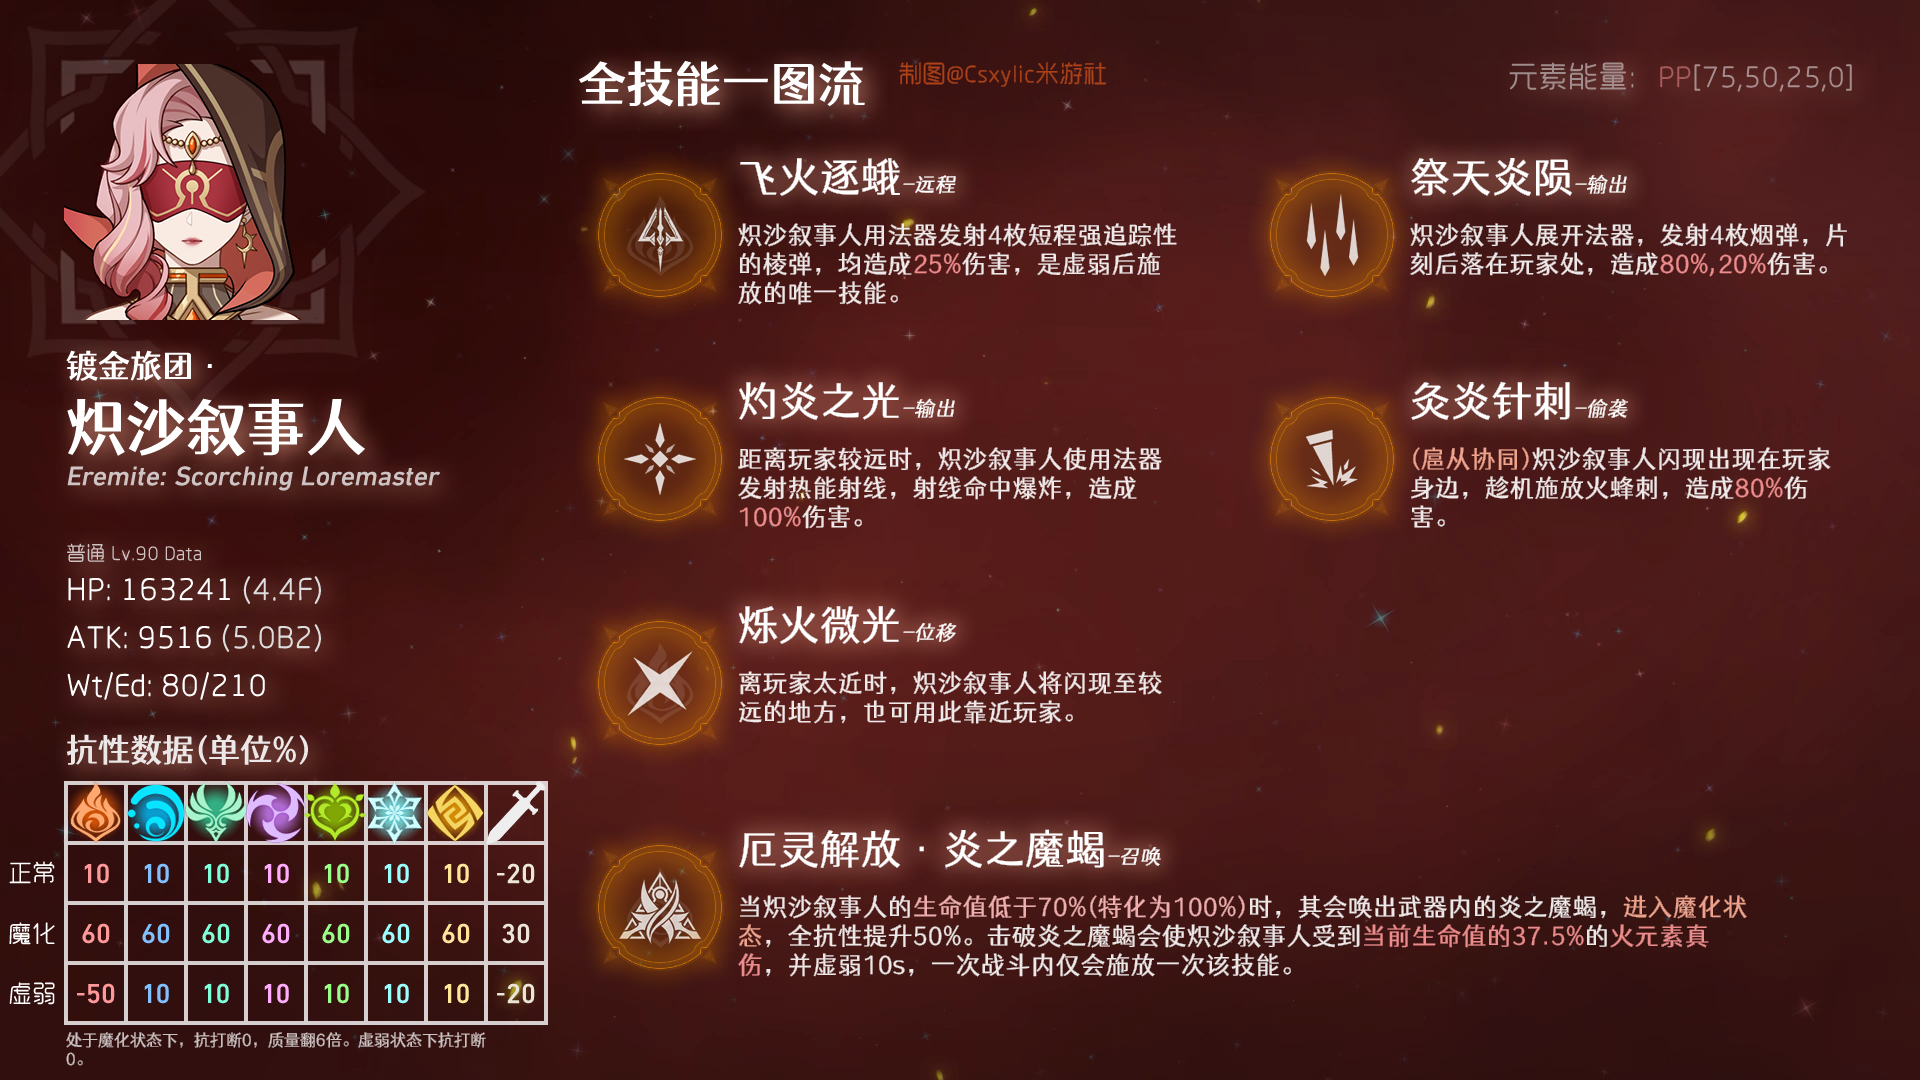 全技能一图流
制图@Csxylic米游社
元素能量: PP[75,50,25,0]
镀金旅团 ·
炽沙叙事人
Eremite: Scorching Loremaster
普通 Lv.90 Data
HP: 163241 (4.4F)
ATK: 9516 (5.0B2)
Wt/Ed: 80/210
抗性数据(单位%)
正常 10 10 10 10 10 10 10 -20
魔化 60 60 60 60 60 60 60 30
虚弱 -50 10 10 10 10 10 10 -20
处于魔化状态下，抗打断0，质量翻6倍。虚弱状态下抗打断
0。
飞火逐蛾-远程
炽沙叙事人用法器发射4枚短程强追踪性
的棱弹，均造成25%伤害，是虚弱后施
放的唯一技能。
祭天炎陨-输出
炽沙叙事人展开法器，发射4枚烟弹，片
刻后落在玩家处，造成80%,20%伤害。
灼炎之光-输出
距离玩家较远时，炽沙叙事人使用法器
发射热能射线，射线命中爆炸，造成
100%伤害。
灸炎针刺-偷袭
(扈从协同)炽沙叙事人闪现出现在玩家
身边，趁机施放火蜂刺，造成80%伤
害。
烁火微光-位移
离玩家太近时，炽沙叙事人将闪现至较
远的地方，也可用此靠近玩家。
厄灵解放 · 炎之魔蝎-召唤
当炽沙叙事人的生命值低于70%(特化为100%)时，其会唤出武器内的炎之魔蝎，进入魔化状
态，全抗性提升50%。击破炎之魔蝎会使炽沙叙事人受到当前生命值的37.5%的火元素真
伤，并虚弱10s，一次战斗内仅会施放一次该技能。